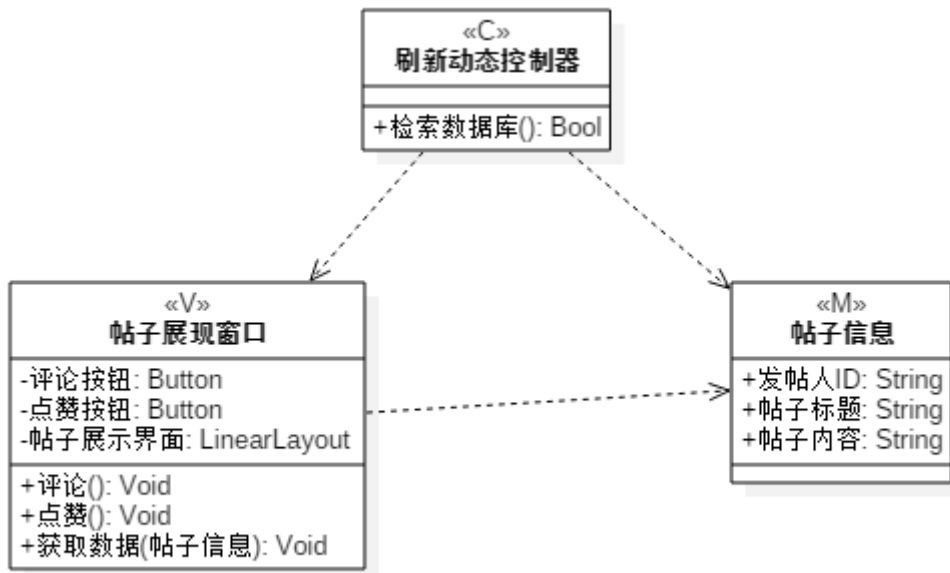 «C»
刷新动态控制器
+检索数据库(): Bool
«V»
帖子展现窗口
-评论按钮: Button
-点赞按钮: Button
-帖子展示界面: LinearLayout
+评论(): Void
+点赞(): Void
+获取数据(帖子信息): Void
«M»
帖子信息
+发帖人ID: String
+帖子标题: String
+帖子内容: String